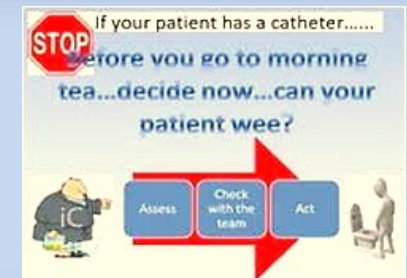 If your patient has a catheter......
STOP
Before you go to morning
tea...decide now...can your
patient wee?
Assess
Check
with the
team
Act
iC